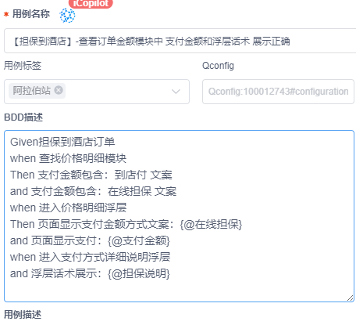 iCopilot
* 用例名称
【担保到酒店】-查看订单金额模块中 支付金额和浮层话术 展示正确
用例标签 Qconfig
阿拉伯站 Qconfig:100012743#configuration
BDD描述
Given担保到酒店订单
when 查找价格明细模块
Then 支付金额包含：到店付 文案
and 支付金额包含：在线担保 文案
when 进入价格明细浮层
Then 页面显示支付金额方式文案：{@在线担保}
and 页面显示支付：{@支付金额}
when 进入支付方式详细说明浮层
and 浮层话术展示：{@担保说明}
用例描述